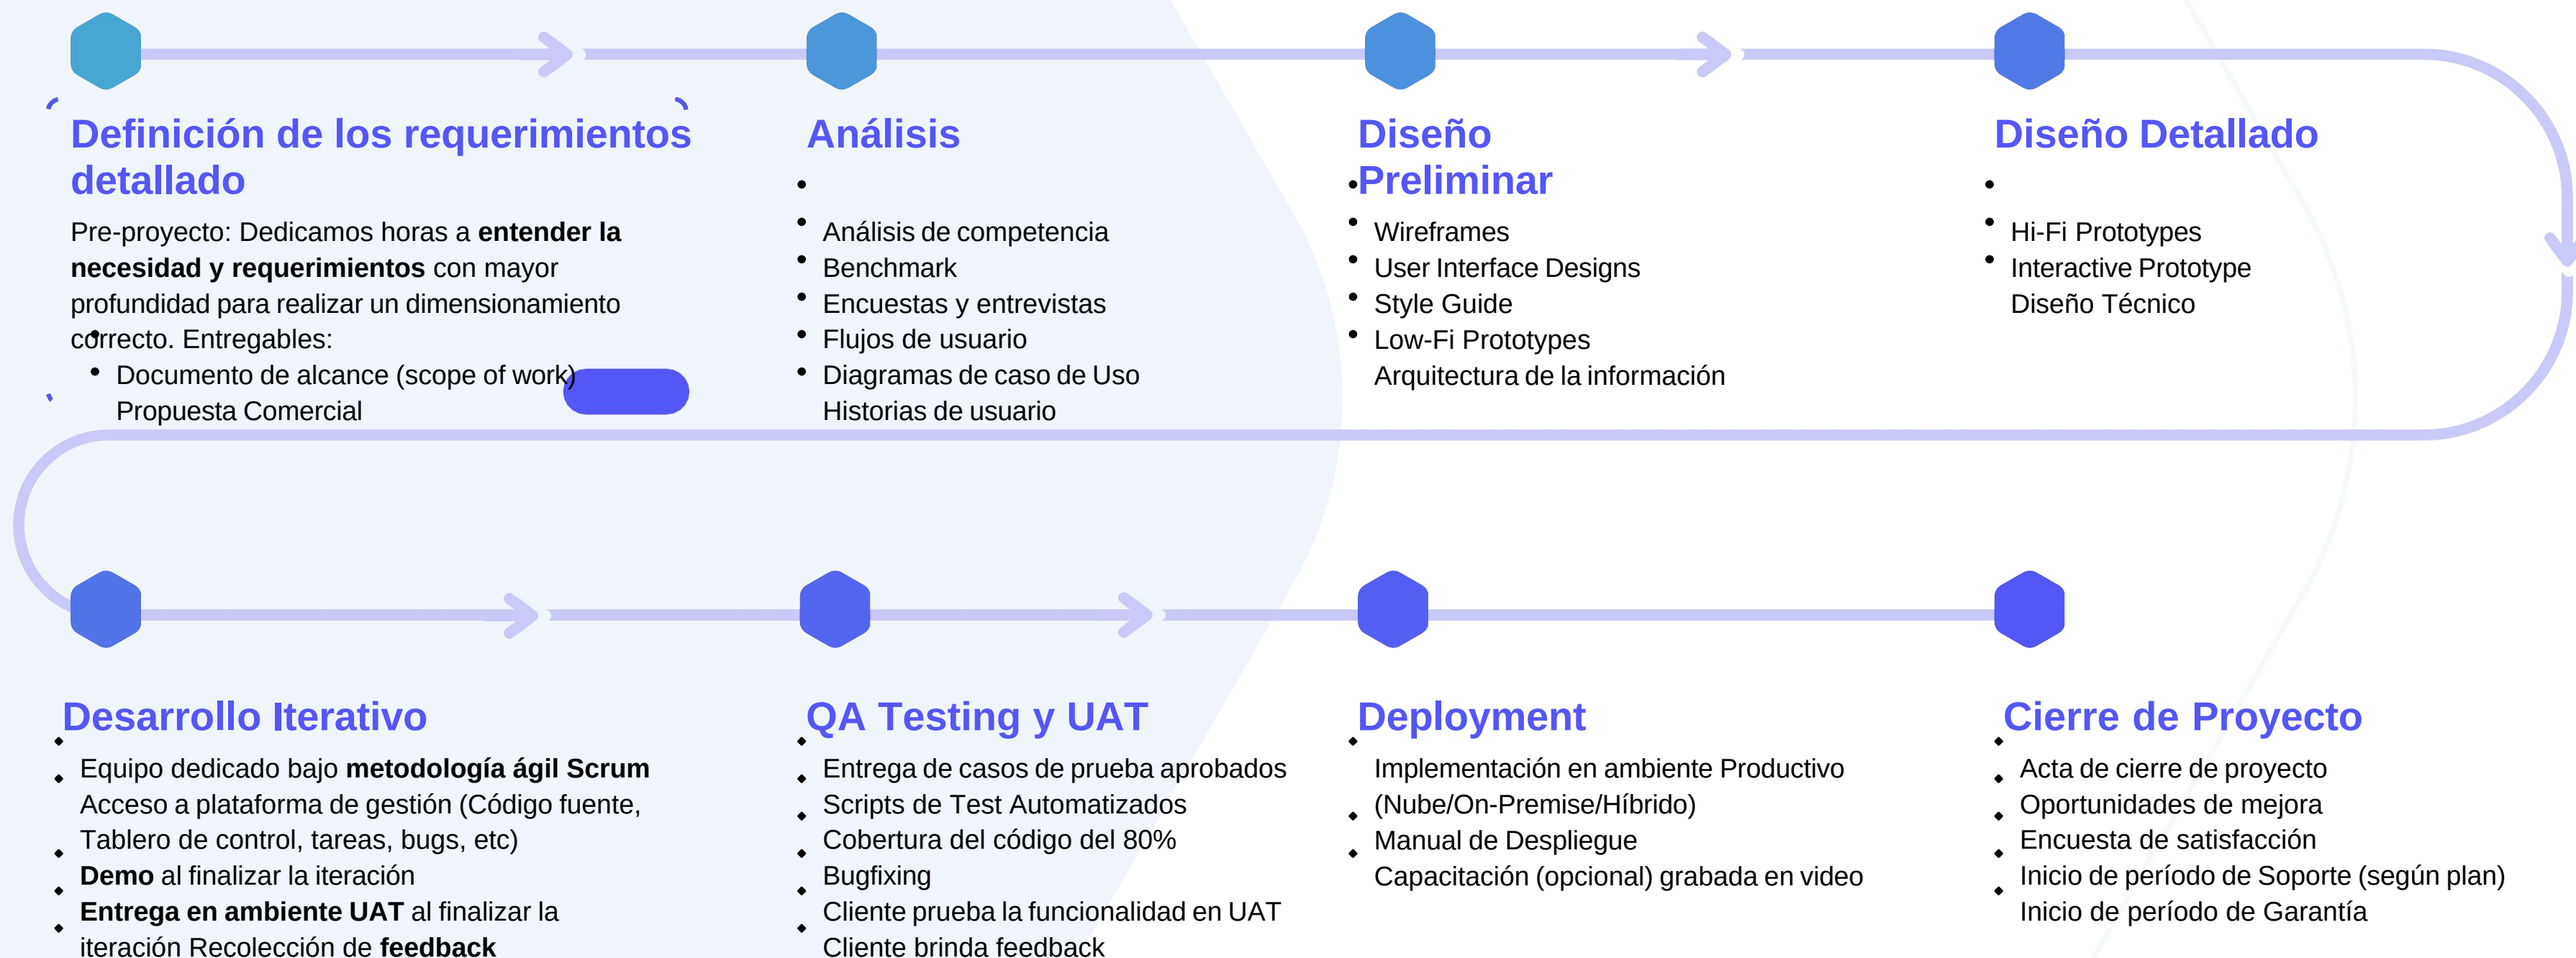 Definición de los requerimientos
detallado
Pre-proyecto: Dedicamos horas a entender la
necesidad y requerimientos con mayor
profundidad para realizar un dimensionamiento
correcto. Entregables:
Documento de alcance (scope of work)
Propuesta Comercial
Análisis
Análisis de competencia
Benchmark
Encuestas y entrevistas
Flujos de usuario
Diagramas de caso de Uso
Historias de usuario
Diseño
Preliminar
Wireframes
User Interface Designs
Style Guide
Low-Fi Prototypes
Arquitectura de la información
Diseño Detallado
Hi-Fi Prototypes
Interactive Prototype
Diseño Técnico
Desarrollo Iterativo
Equipo dedicado bajo metodología ágil Scrum
Acceso a plataforma de gestión (Código fuente,
Tablero de control, tareas, bugs, etc)
Demo al finalizar la iteración
Entrega en ambiente UAT al finalizar la
iteración Recolección de feedback
QA Testing y UAT
Entrega de casos de prueba aprobados
Scripts de Test Automatizados
Cobertura del código del 80%
Bugfixing
Cliente prueba la funcionalidad en UAT
Cliente brinda feedback
Deployment
Implementación en ambiente Productivo
(Nube/On-Premise/Híbrido)
Manual de Despliegue
Capacitación (opcional) grabada en video
Cierre de Proyecto
Acta de cierre de proyecto
Oportunidades de mejora
Encuesta de satisfacción
Inicio de período de Soporte (según plan)
Inicio de período de Garantía